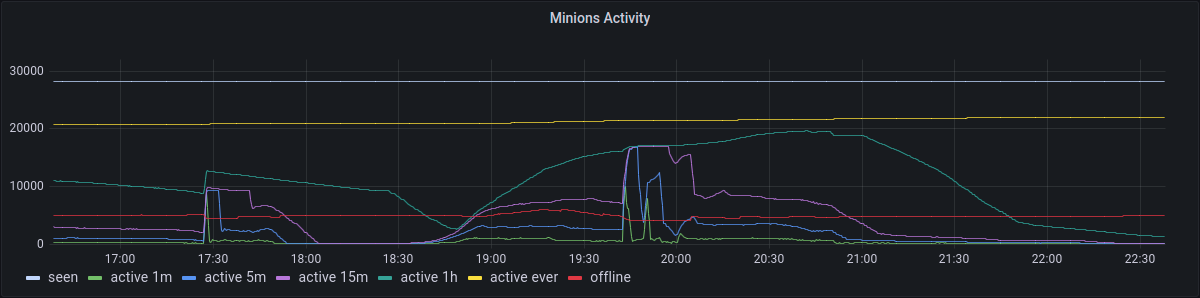 Minions Activity
30000
20000
10000
0
17:00 17:30 18:00 18:30 19:00 19:30 20:00 20:30 21:00 21:30 22:00 22:30
seen active 1m active 5m active 15m active 1h active ever offline